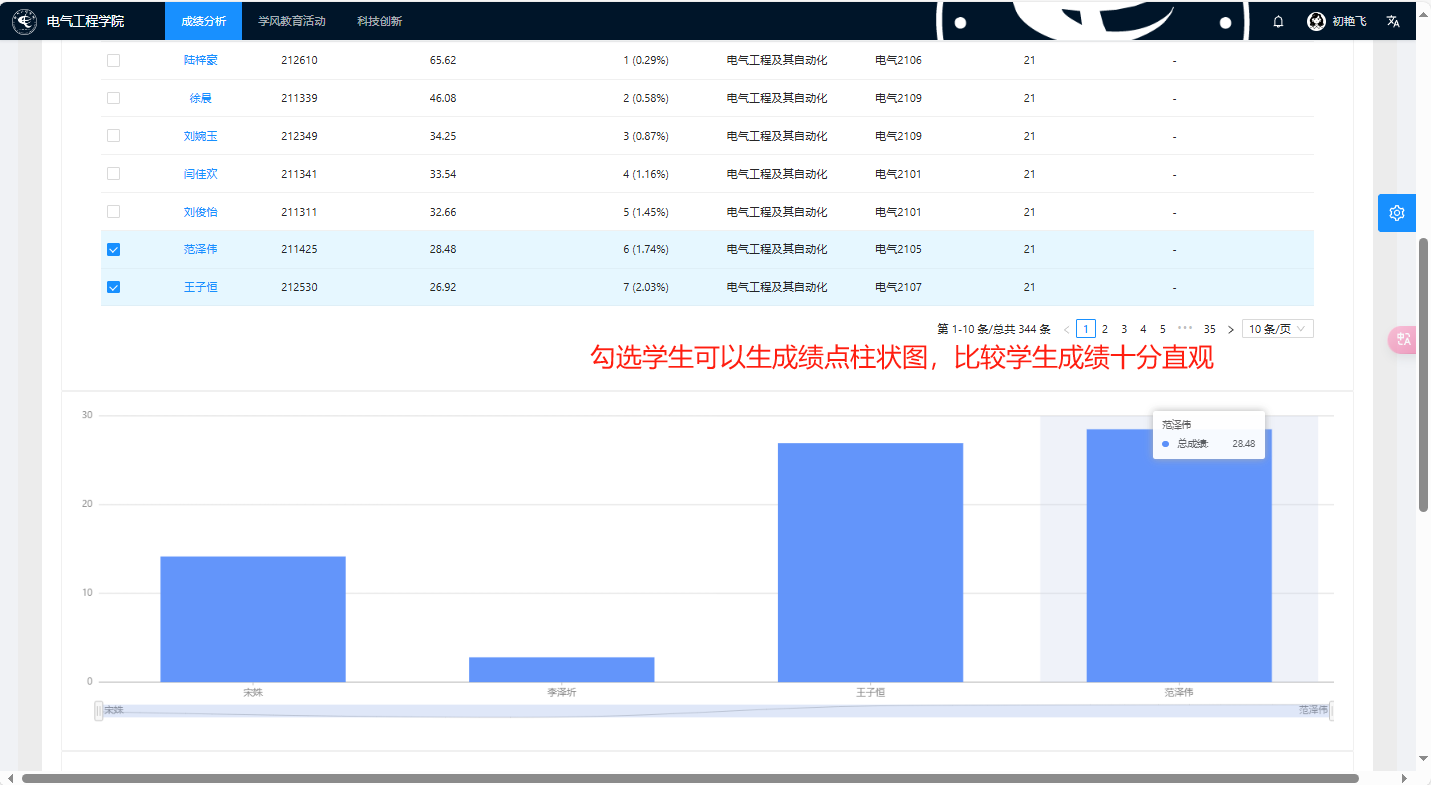 电气工程学院 成绩分析 学风教育活动 科技创新 初艳飞
陆梓豪 212610 65.62 1 (0.29%) 电气工程及其自动化 电气2106 21 -
徐晨 211339 46.08 2 (0.58%) 电气工程及其自动化 电气2109 21 -
刘婉玉 212349 34.25 3 (0.87%) 电气工程及其自动化 电气2109 21 -
闫佳欢 211341 33.54 4 (1.16%) 电气工程及其自动化 电气2101 21 -
刘俊怡 211311 32.66 5 (1.45%) 电气工程及其自动化 电气2101 21 -
范泽伟 211425 28.48 6 (1.74%) 电气工程及其自动化 电气2105 21 -
王子恒 212530 26.92 7 (2.03%) 电气工程及其自动化 电气2107 21 -
第 1-10 条/总共 344 条 < 1 2 3 4 5 ••• 35 > 10 条/页
勾选学生可以生成绩点柱状图，比较学生成绩十分直观
30
范泽伟
总成绩: 28.48
20
10
0
宋姝 李泽圻 王子恒 范泽伟
宋姝 范泽伟